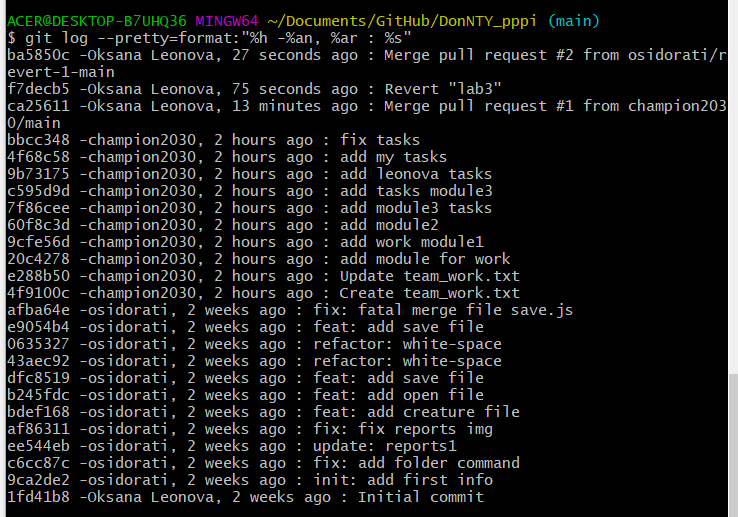 ACER@DESKTOP-B7UHQ36 MINGW64 ~/Documents/GitHub/DonNTY_pppi (main)
$ git log --pretty=format:"%h -%an, %ar : %s"
ba5850c -Oksana Leonova, 27 seconds ago : Merge pull request #2 from osidorati/r
evert-1-main
f7decb5 -Oksana Leonova, 75 seconds ago : Revert "lab3"
ca25611 -Oksana Leonova, 13 minutes ago : Merge pull request #1 from champion203
0/main
bbcc348 -champion2030, 2 hours ago : fix tasks
4f68c58 -champion2030, 2 hours ago : add my tasks
9b73175 -champion2030, 2 hours ago : add leonova tasks
c595d9d -champion2030, 2 hours ago : add tasks module3
7f86cee -champion2030, 2 hours ago : add module3 tasks
60f8c3d -champion2030, 2 hours ago : add module2
9cfe56d -champion2030, 2 hours ago : add work module1
20c4278 -champion2030, 2 hours ago : add module for work
e288b50 -champion2030, 2 hours ago : Update team_work.txt
4f9100c -champion2030, 2 hours ago : Create team_work.txt
afba64e -osidorati, 2 weeks ago : fix: fatal merge file save.js
e9054b4 -osidorati, 2 weeks ago : feat: add save file
0635327 -osidorati, 2 weeks ago : refactor: white-space
43aec92 -osidorati, 2 weeks ago : refactor: white-space
dfc8519 -osidorati, 2 weeks ago : feat: add save file
b245fdc -osidorati, 2 weeks ago : feat: add open file
bdef168 -osidorati, 2 weeks ago : feat: add creature file
af86311 -osidorati, 2 weeks ago : fix: fix reports img
ee544eb -osidorati, 2 weeks ago : update: reports1
c6cc87c -osidorati, 2 weeks ago : fix: add folder command
9ca2de2 -osidorati, 2 weeks ago : init: add first info
1fd41b8 -Oksana Leonova, 2 weeks ago : Initial commit